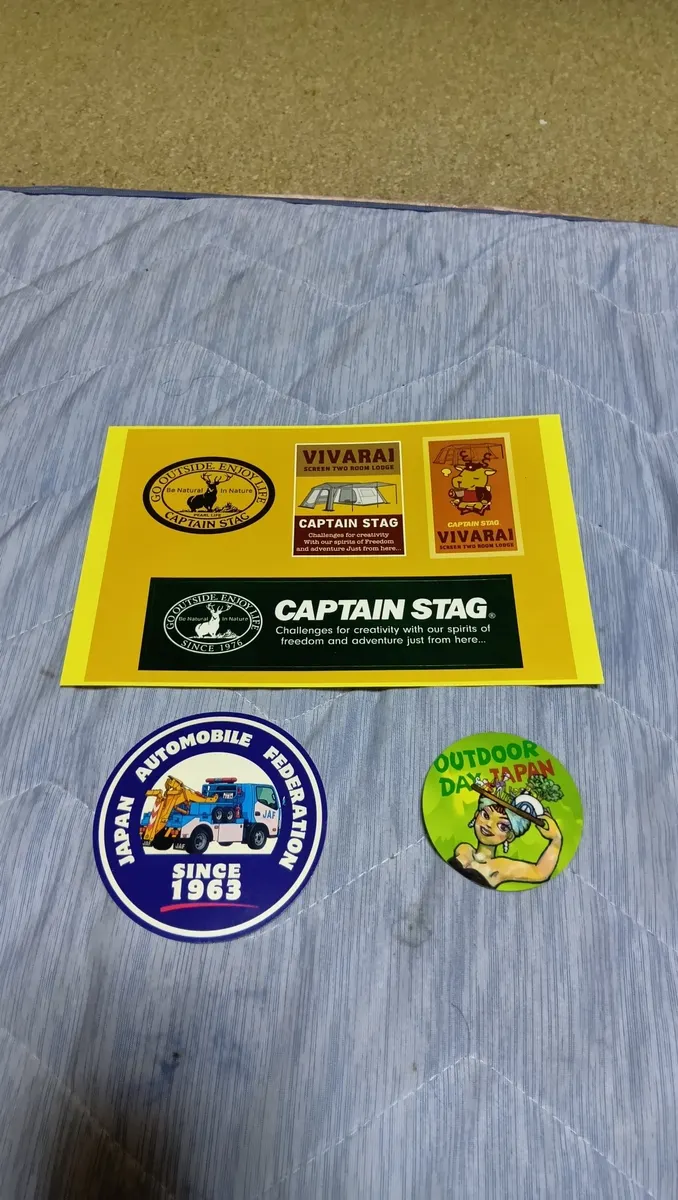 GO OUTSIDE. ENJOY LIFE
Be Natural In Nature
PEARL LIFE
CAPTAIN STAG
VIVARAI
SCREEN TWO ROOM LODGE
CAPTAIN STAG
Challenges for creativity
With our spirits of Freedom
and adventure Just from here...
CAPTAIN STAG
VIVARAI
SCREEN TWO ROOM LODGE
GO OUTSIDE. ENJOY LIFE
Be Natural In Nature
SINCE 1976
CAPTAIN STAG®
Challenges for creativity with our spirits of
freedom and adventure just from here...
JAPAN AUTOMOBILE FEDERATION
JAF
SINCE
1963
OUTDOOR
DAY JAPAN